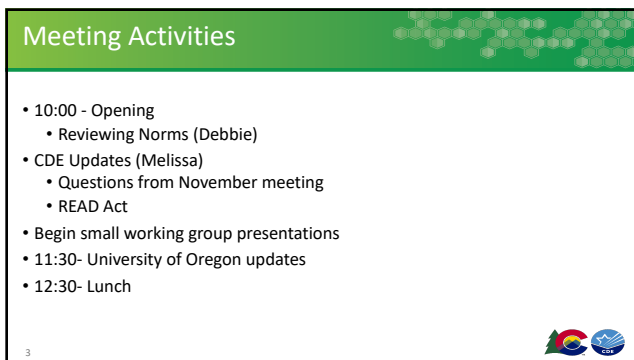 Meeting Activities
• 10:00 - Opening
• Reviewing Norms (Debbie)
• CDE Updates (Melissa)
• Questions from November meeting
• READ Act
• Begin small working group presentations
• 11:30- University of Oregon updates
• 12:30- Lunch
3
CDE